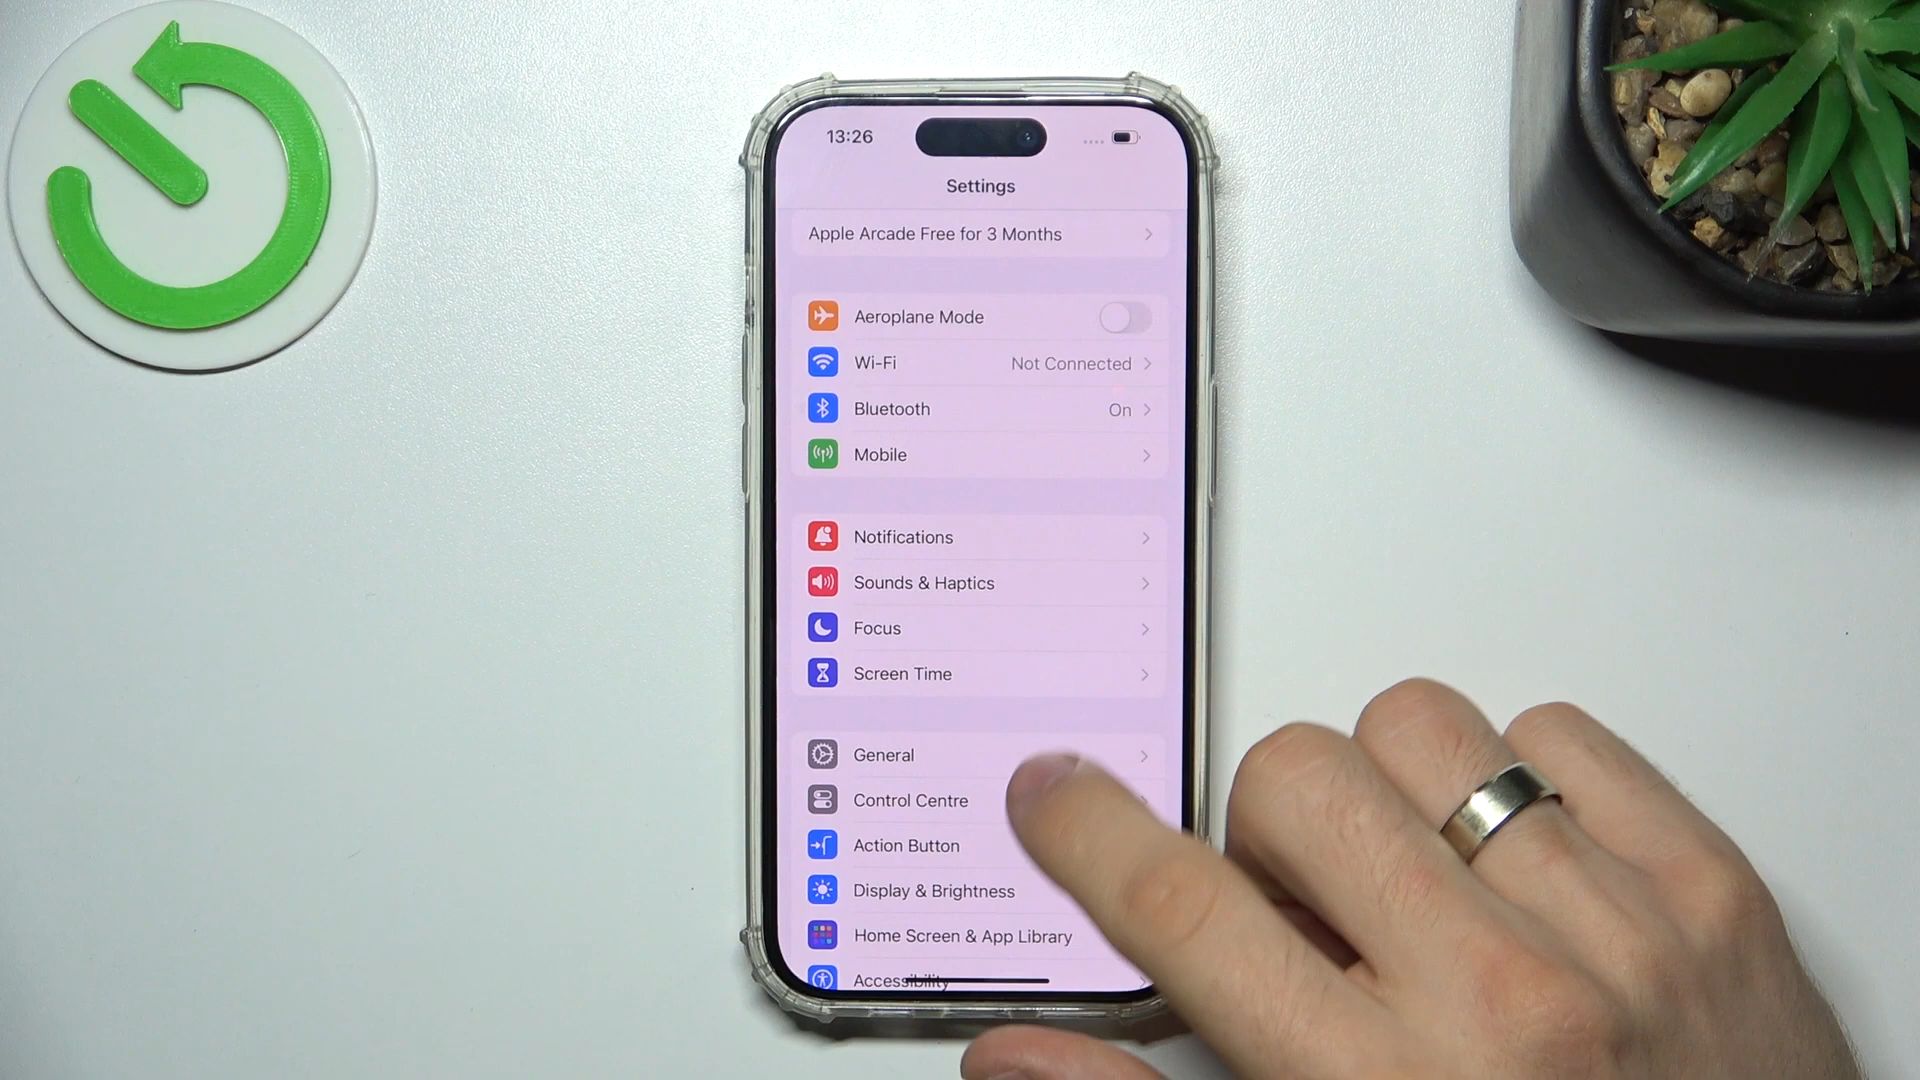 13:26
Settings
Apple Arcade Free for 3 Months
Aeroplane Mode
Wi-Fi Not Connected
Bluetooth On
Mobile
Notifications
Sounds & Haptics
Focus
Screen Time
General
Control Centre
Action Button
Display & Brightness
Home Screen & App Library
Accessibility